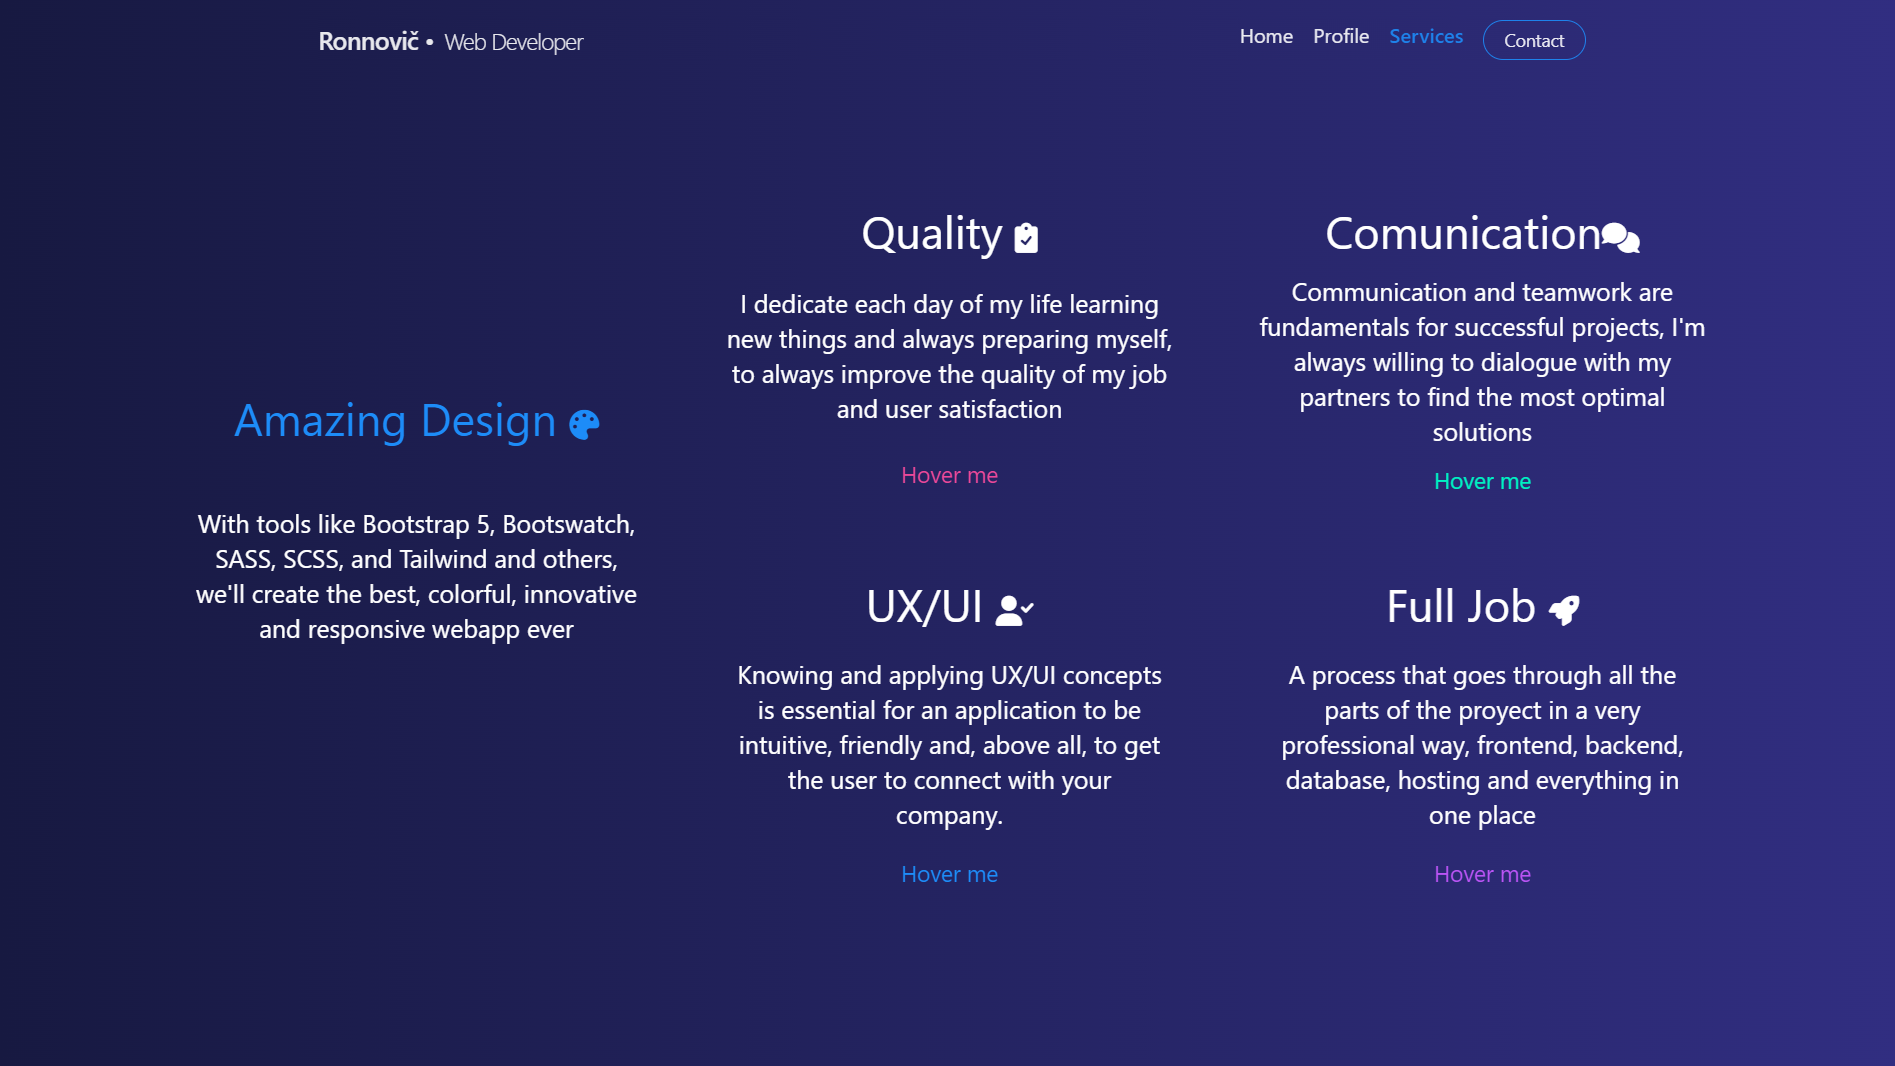 Ronnovič • Web Developer
Home Profile Services Contact
Amazing Design
With tools like Bootstrap 5, Bootswatch,
SASS, SCSS, and Tailwind and others,
we'll create the best, colorful, innovative
and responsive webapp ever
Quality
I dedicate each day of my life learning
new things and always preparing myself,
to always improve the quality of my job
and user satisfaction
Hover me
Comunication
Communication and teamwork are
fundamentals for successful projects, I'm
always willing to dialogue with my
partners to find the most optimal
solutions
Hover me
UX/UI
Knowing and applying UX/UI concepts
is essential for an application to be
intuitive, friendly and, above all, to get
the user to connect with your
company.
Hover me
Full Job
A process that goes through all the
parts of the proyect in a very
professional way, frontend, backend,
database, hosting and everything in
one place
Hover me